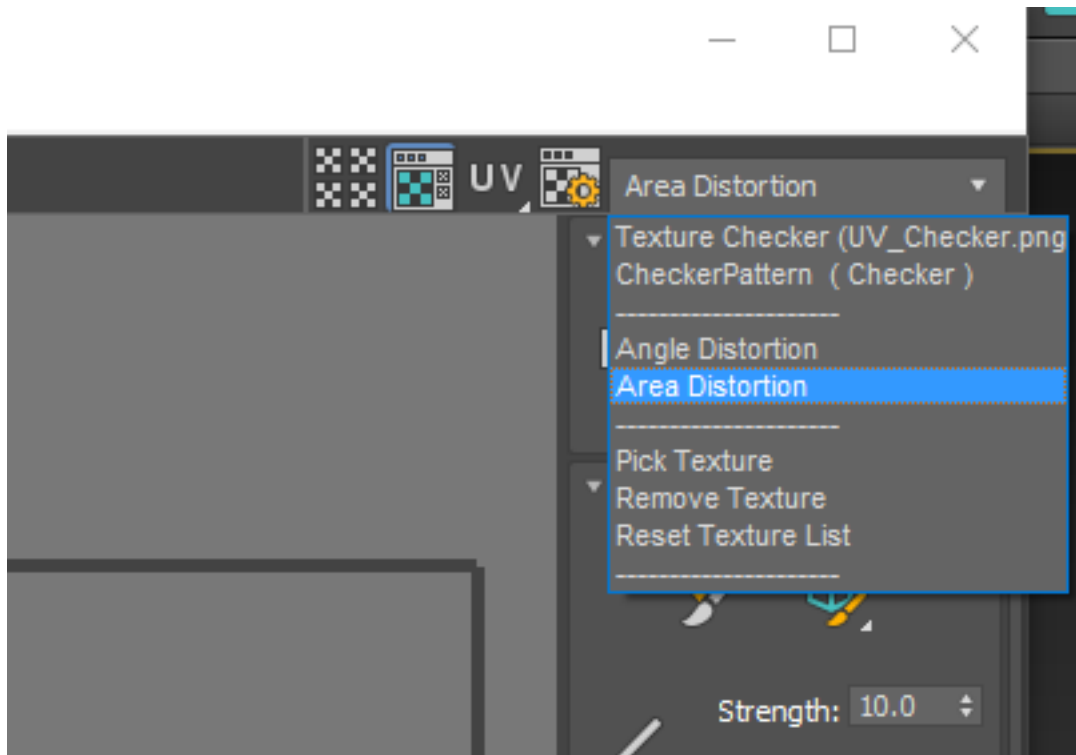 UV
Area Distortion
Texture Checker (UV_Checker.png
CheckerPattern ( Checker )
--------------------
Angle Distortion
Area Distortion
--------------------
Pick Texture
Remove Texture
Reset Texture List
--------------------
Strength: 10.0